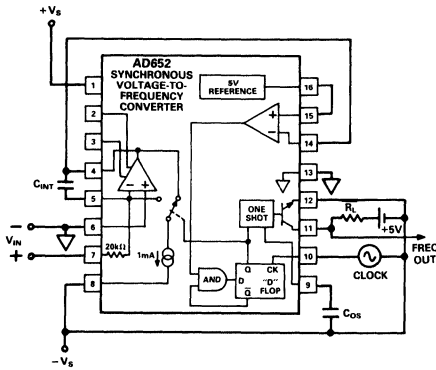 +VS
AD652
SYNCHRONOUS
VOLTAGE-TO-
FREQUENCY
CONVERTER
5V
REFERENCE
1
2
3
4
5
6
7
8
16
15
14
13
12
11
10
9
+
−
CINT
−
+
−
VIN
+
20kΩ
1mA
ONE
SHOT
AND
Q CK
D "D"
FLOP
Q̅
RL
+5V
FREQ
OUT
CLOCK
COS
−VS